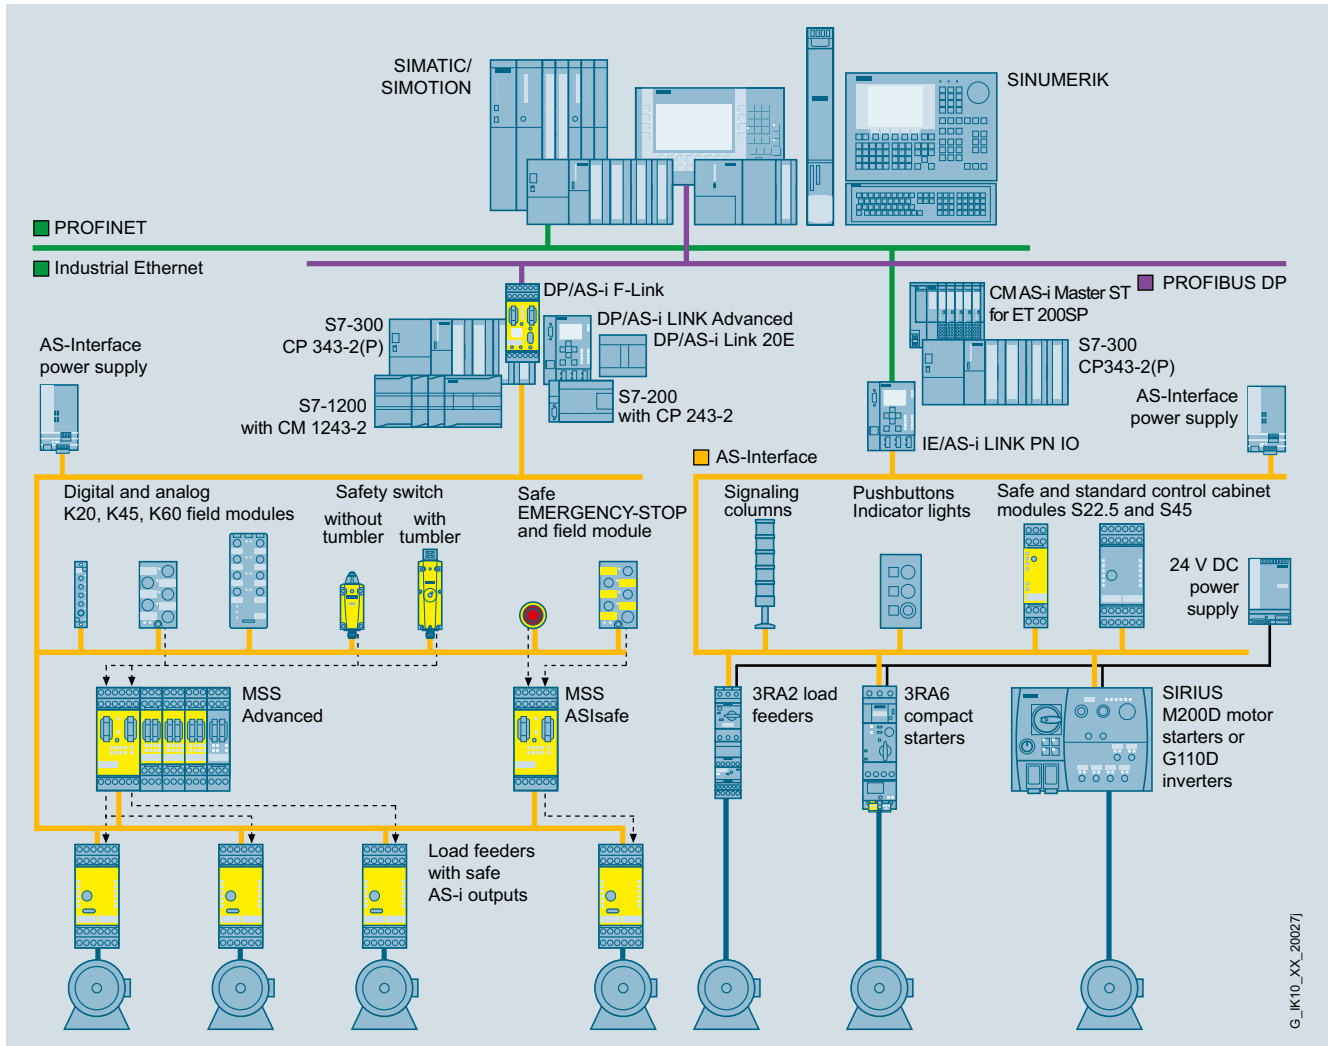 SIMATIC/
SIMOTION
SINUMERIK
PROFINET
Industrial Ethernet
PROFIBUS DP
DP/AS-i F-Link
CM AS-i Master ST
for ET 200SP
S7-300
CP 343-2(P)
DP/AS-i LINK Advanced
DP/AS-i Link 20E
S7-300
CP343-2(P)
AS-Interface
power supply
S7-1200
with CM 1243-2
S7-200
with CP 243-2
AS-Interface
power supply
IE/AS-i LINK PN IO
AS-Interface
Digital and analog
K20, K45, K60 field modules
Safety switch
without
tumbler
with
tumbler
Safe
EMERGENCY-STOP
and field module
Signaling
columns
Pushbuttons
Indicator lights
Safe and standard control cabinet
modules S22.5 and S45
24 V DC
power
supply
MSS
Advanced
MSS
ASIsafe
3RA2 load
feeders
3RA6
compact
starters
SIRIUS
M200D motor
starters or
G110D
inverters
Load feeders
with safe
AS-i outputs
G_IK10_XX_20027j